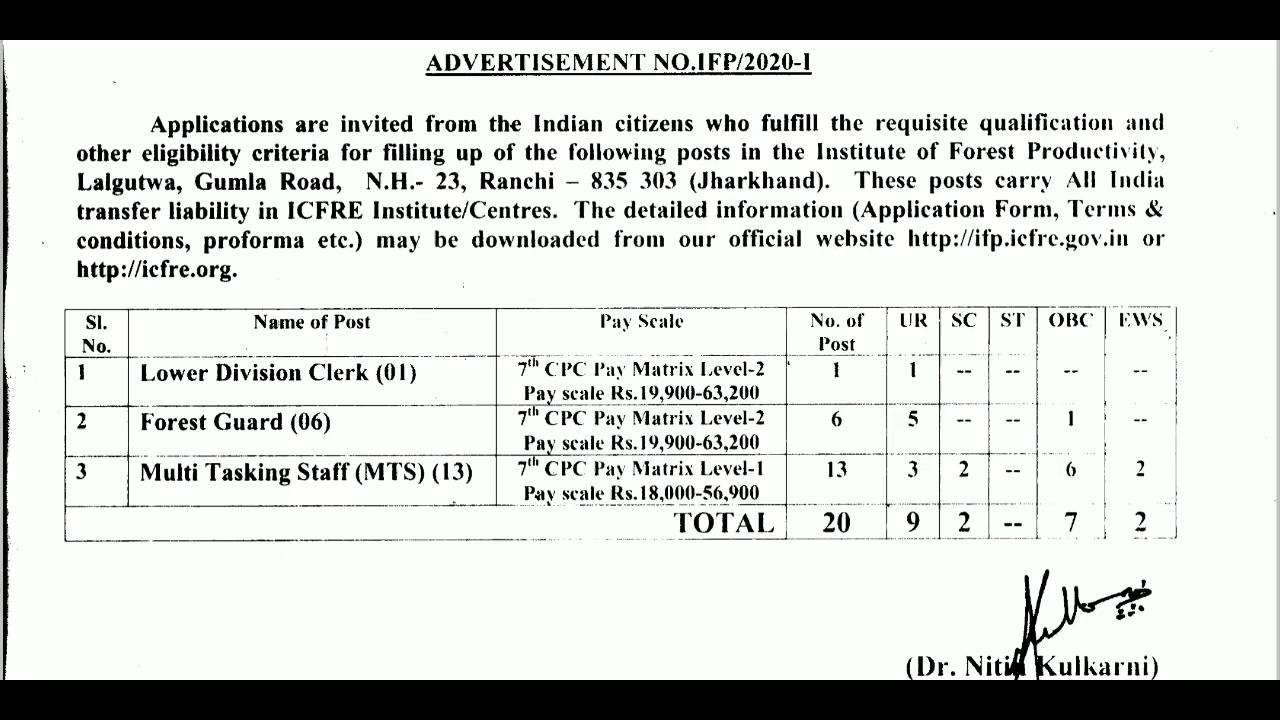 ADVERTISEMENT NO.IFP/2020-I
Applications are invited from the Indian citizens who fulfill the requisite qualification and
other eligibility criteria for filling up of the following posts in the Institute of Forest Productivity,
Lalgutwa, Gumla Road, N.H.- 23, Ranchi – 835 303 (Jharkhand). These posts carry All India
transfer liability in ICFRE Institute/Centres. The detailed information (Application Form, Terms &
conditions, proforma etc.) may be downloaded from our official website http://ifp.icfre.gov.in or
http://icfre.org.
Sl. No. Name of Post Pay Scale No. of Post UR SC ST OBC EWS
1 Lower Division Clerk (01) 7th CPC Pay Matrix Level-2 1 1 -- -- -- --
Pay scale Rs.19,900-63,200
2 Forest Guard (06) 7th CPC Pay Matrix Level-2 6 5 -- -- 1 --
Pay scale Rs.19,900-63,200
3 Multi Tasking Staff (MTS) (13) 7th CPC Pay Matrix Level-1 13 3 2 -- 6 2
Pay scale Rs.18,000-56,900
TOTAL 20 9 2 -- 7 2
(Dr. Nitin Kulkarni)